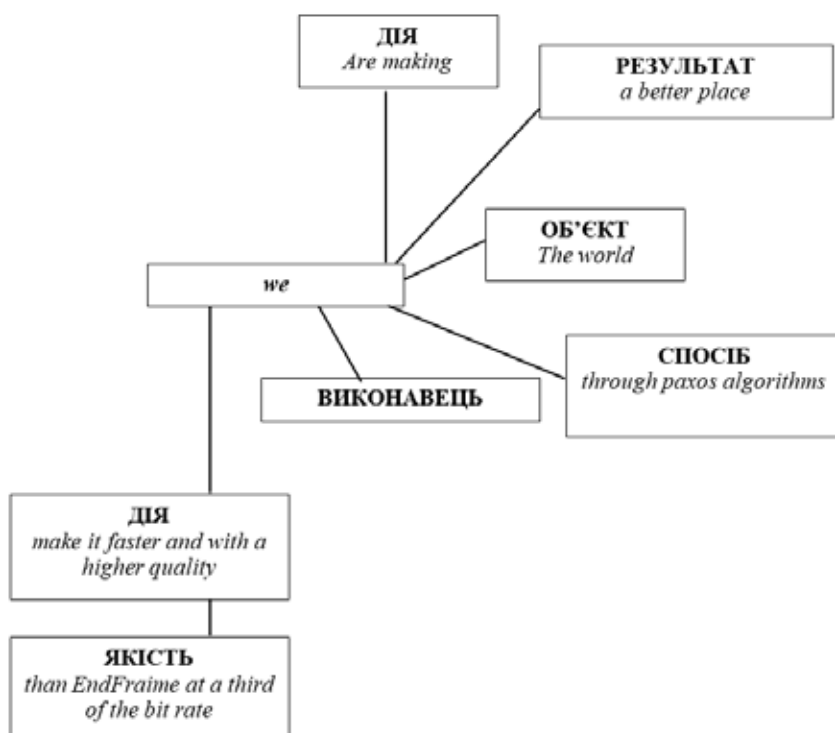 ДІЯ
Are making
РЕЗУЛЬТАТ
a better place
ОБ’ЄКТ
The world
we
СПОСІБ
through paxos algorithms
ВИКОНАВЕЦЬ
ДІЯ
make it faster and with a
higher quality
ЯКІСТЬ
than EndFraime at a third
of the bit rate